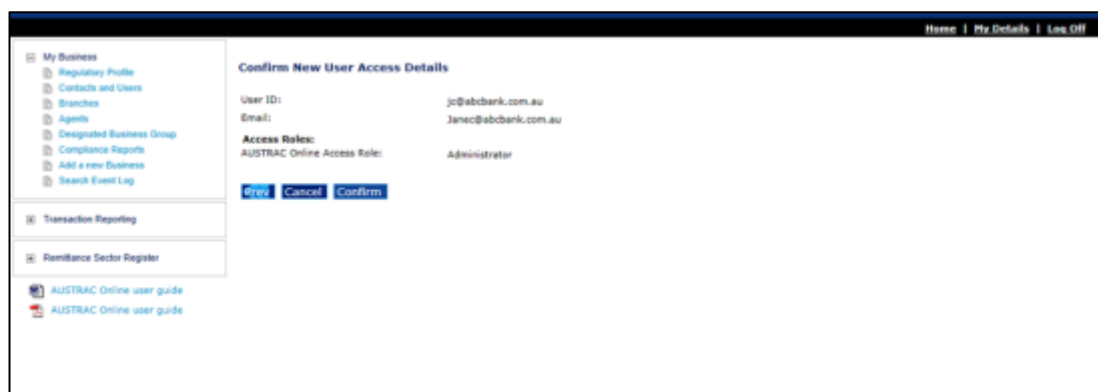 Home | My Details | Log Off
My Business
Regulatory Profile
Contacts and Users
Branches
Agents
Designated Business Group
Compliance Reports
Add a new Business
Search Event Log
Transaction Reporting
Remittance Sector Register
AUSTRAC Online user guide
AUSTRAC Online user guide
Confirm New User Access Details
User ID: jc@abcbank.com.au
Email: Janec@abcbank.com.au
Access Roles:
AUSTRAC Online Access Role: Administrator
Prev Cancel Confirm